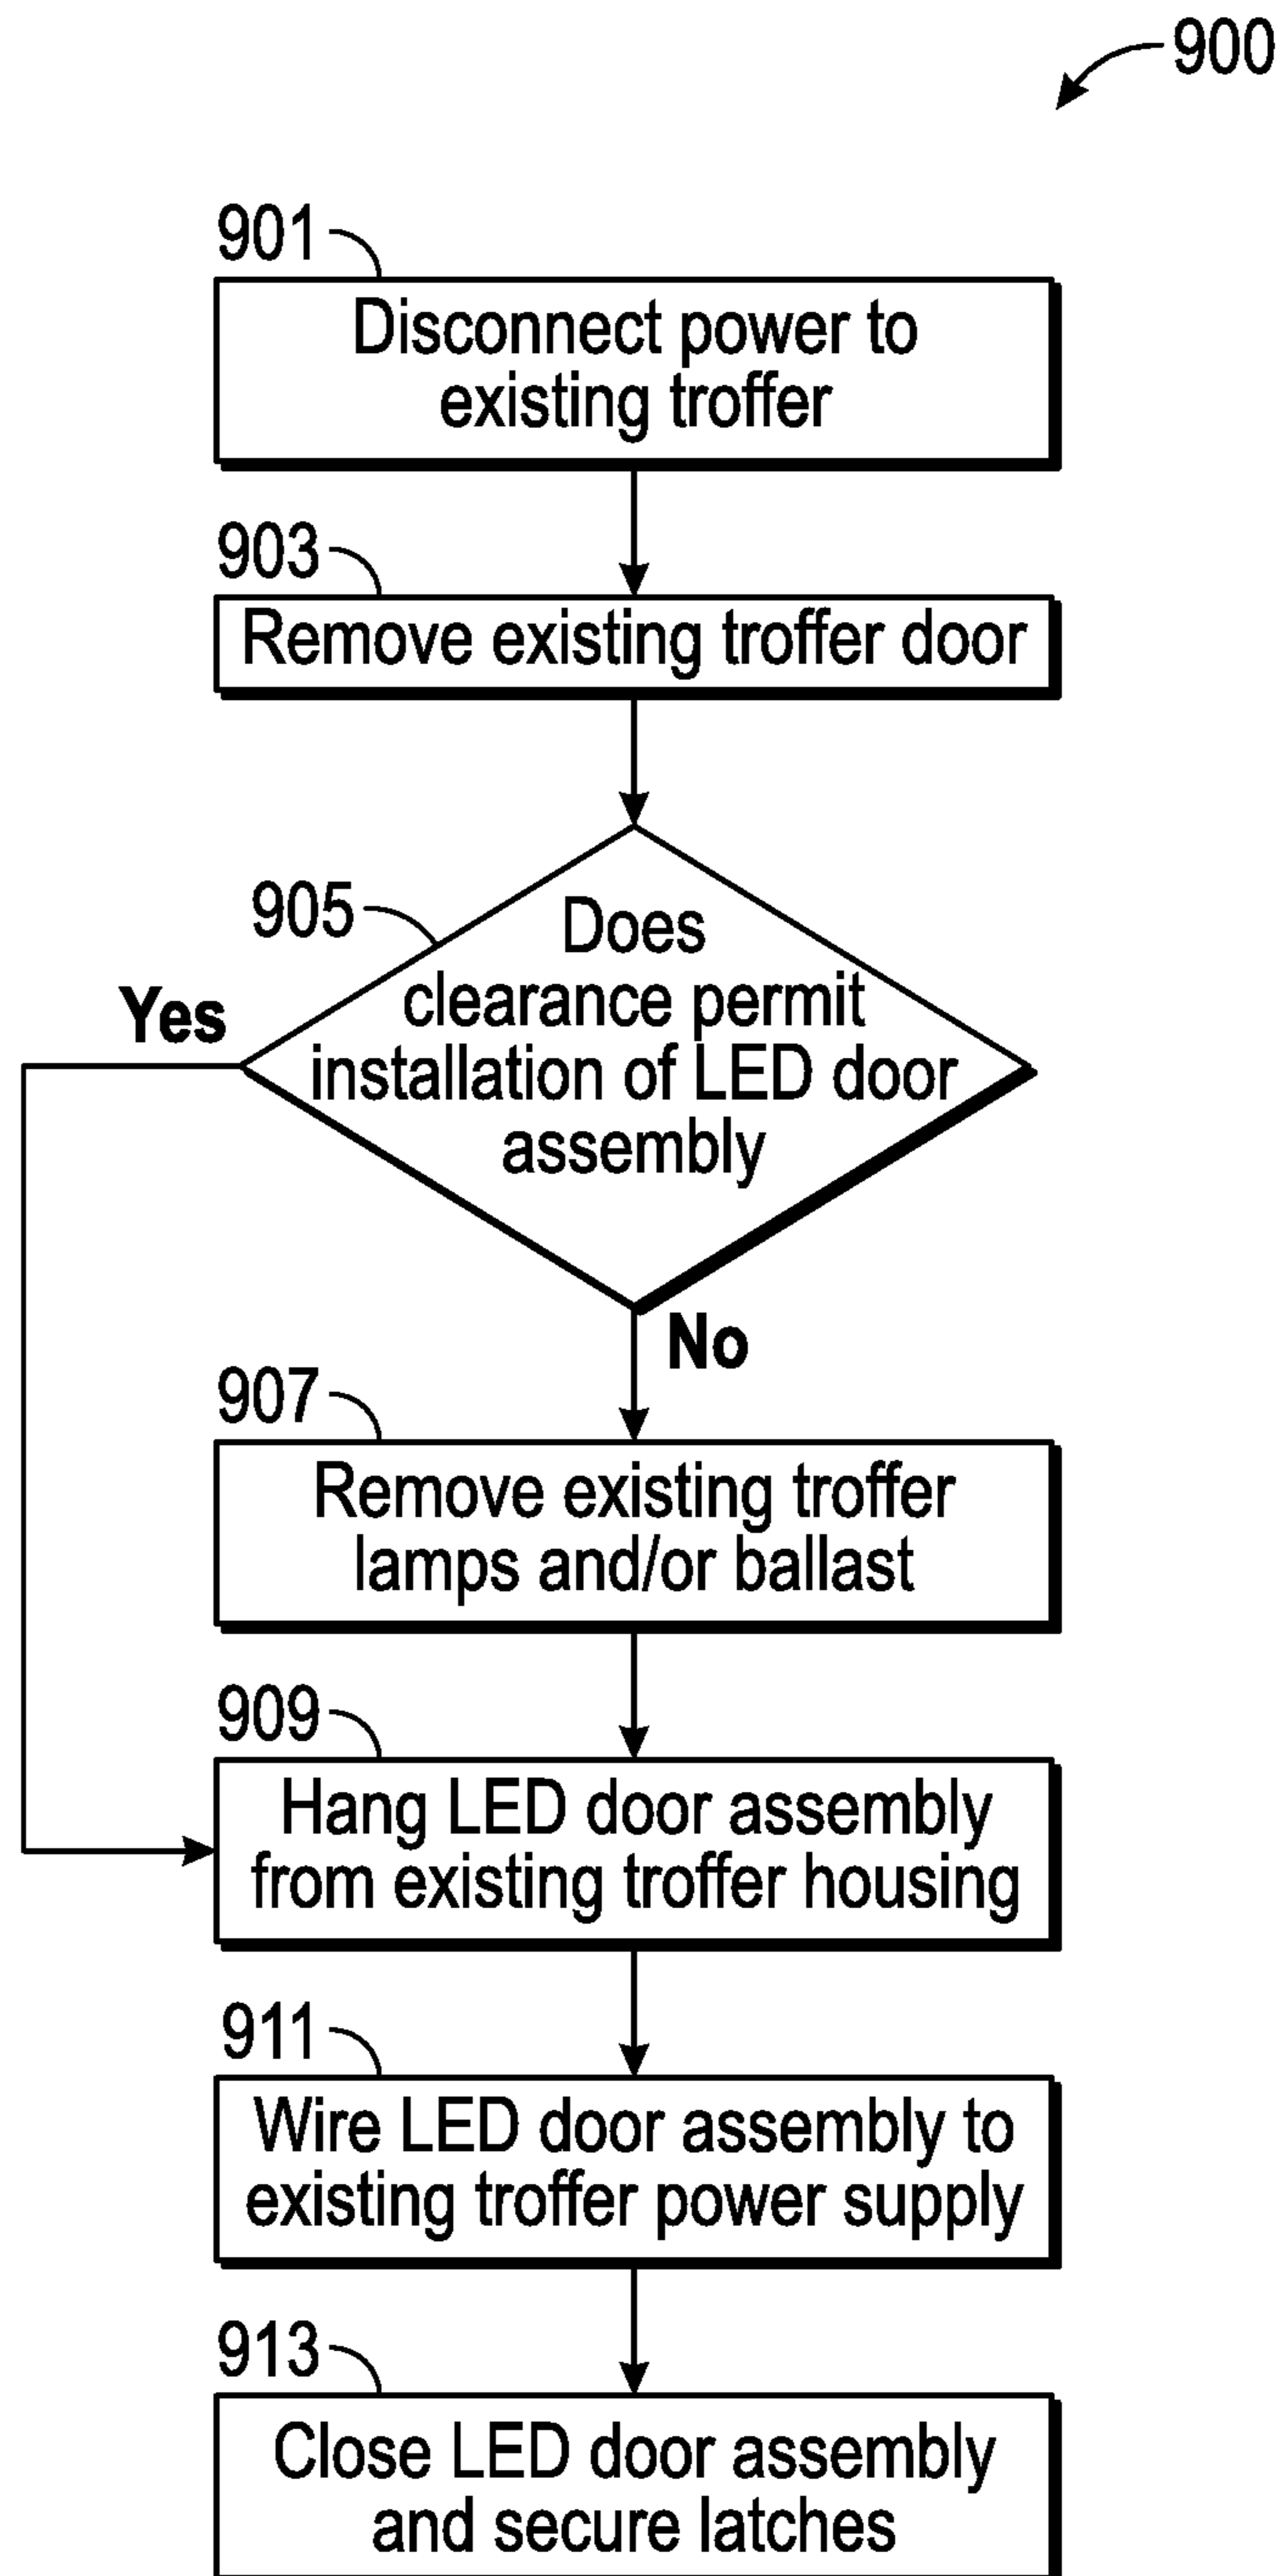 900
901
Disconnect power to
existing troffer
903
Remove existing troffer door
905
Does
clearance permit
installation of LED door
assembly
Yes
No
907
Remove existing troffer
lamps and/or ballast
909
Hang LED door assembly
from existing troffer housing
911
Wire LED door assembly to
existing troffer power supply
913
Close LED door assembly
and secure latches